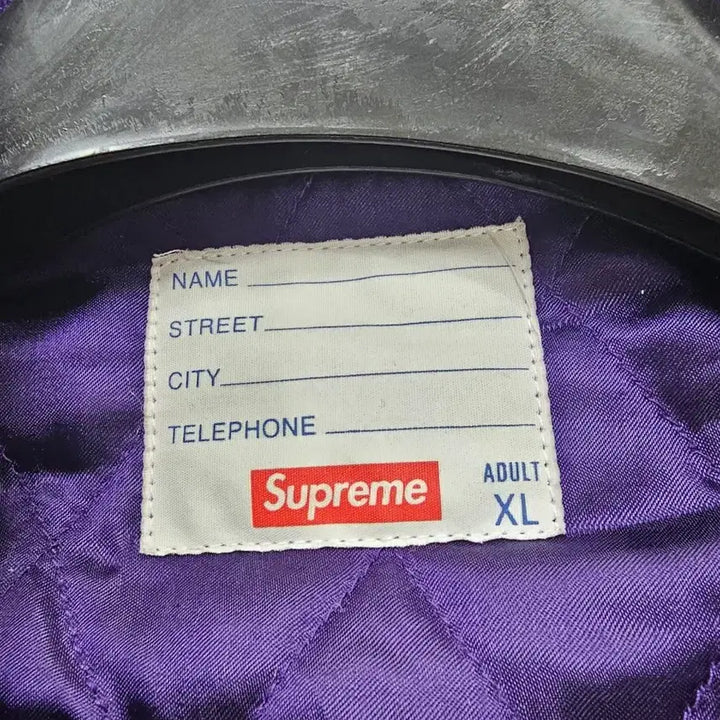 NAME
STREET
CITY
TELEPHONE
Supreme
ADULT
XL